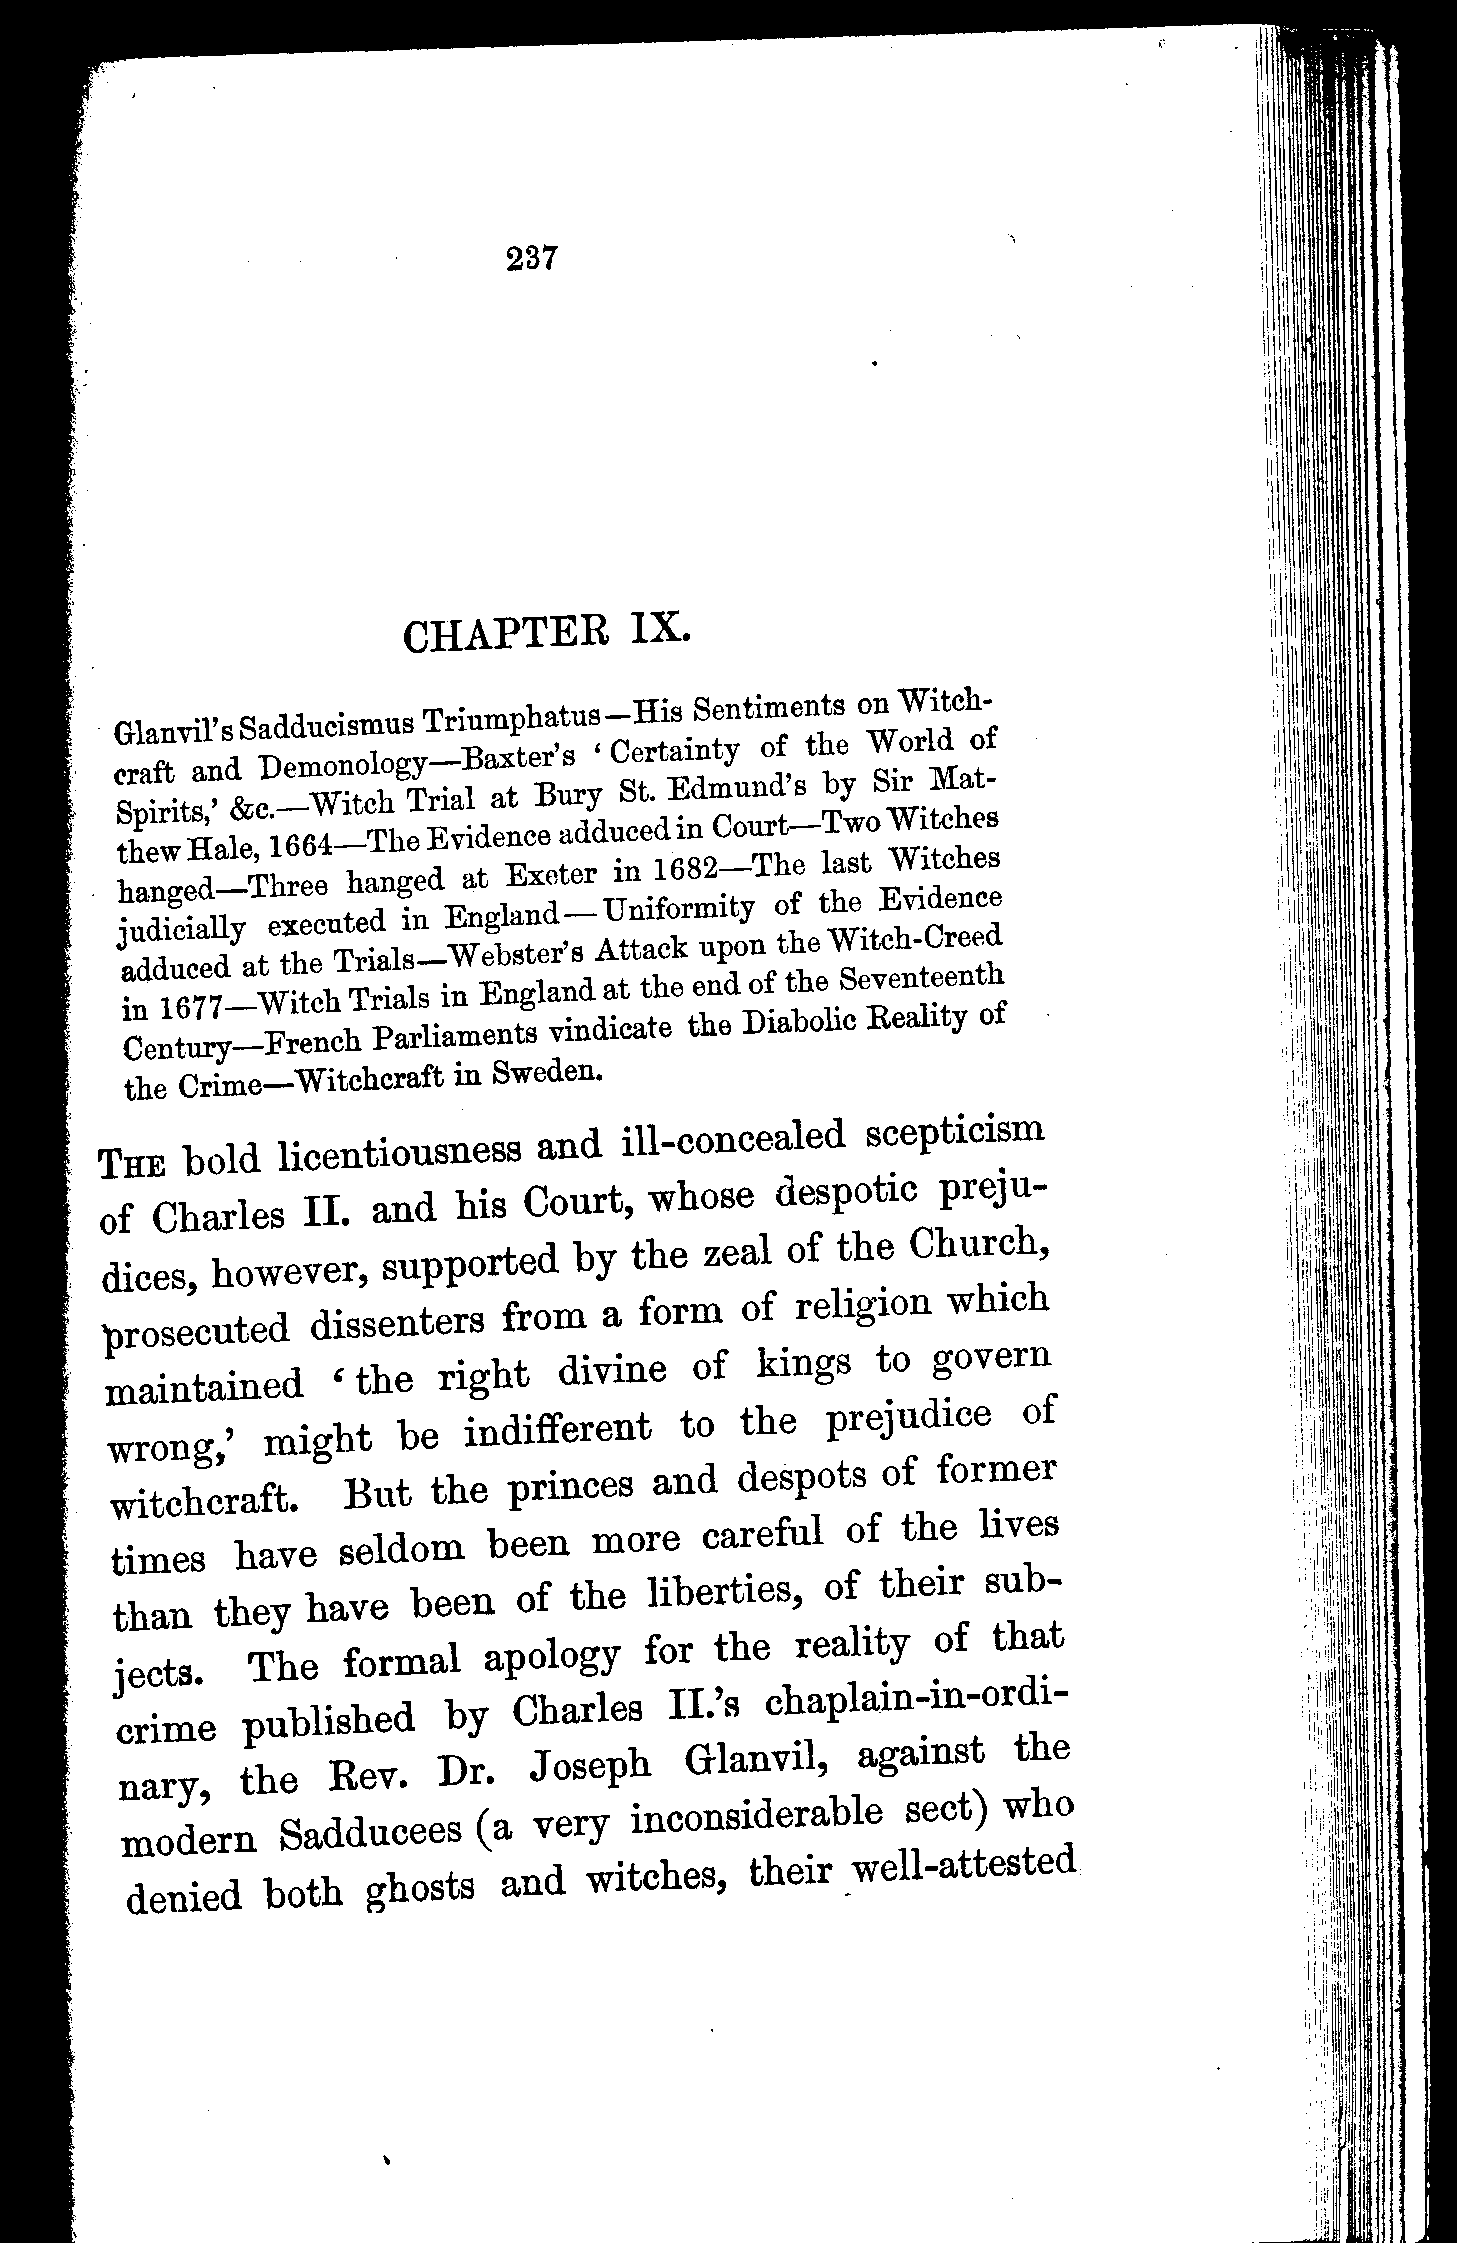 237
CHAPTER IX.
Glanvil's Sadducismus Triumphatus—His Sentiments on Witch-
craft and Demonology—Baxter's ‘Certainty of the World of
Spirits,’ &c.—Witch Trial at Bury St. Edmund's by Sir Mat-
thew Hale, 1664—The Evidence adduced in Court—Two Witches
hanged—Three hanged at Exeter in 1682—The last Witches
judicially executed in England—Uniformity of the Evidence
adduced at the Trials—Webster's Attack upon the Witch-Creed
in 1677—Witch Trials in England at the end of the Seventeenth
Century—French Parliaments vindicate the Diabolic Reality of
the Crime—Witchcraft in Sweden.
THE bold licentiousness and ill-concealed scepticism
of Charles II. and his Court, whose despotic preju-
dices, however, supported by the zeal of the Church,
prosecuted dissenters from a form of religion which
maintained ‘the right divine of kings to govern
wrong,’ might be indifferent to the prejudice of
witchcraft. But the princes and despots of former
times have seldom been more careful of the lives
than they have been of the liberties, of their sub-
jects. The formal apology for the reality of that
crime published by Charles II.'s chaplain-in-ordi-
nary, the Rev. Dr. Joseph Glanvil, against the
modern Sadducees (a very inconsiderable sect) who
denied both ghosts and witches, their well-attested